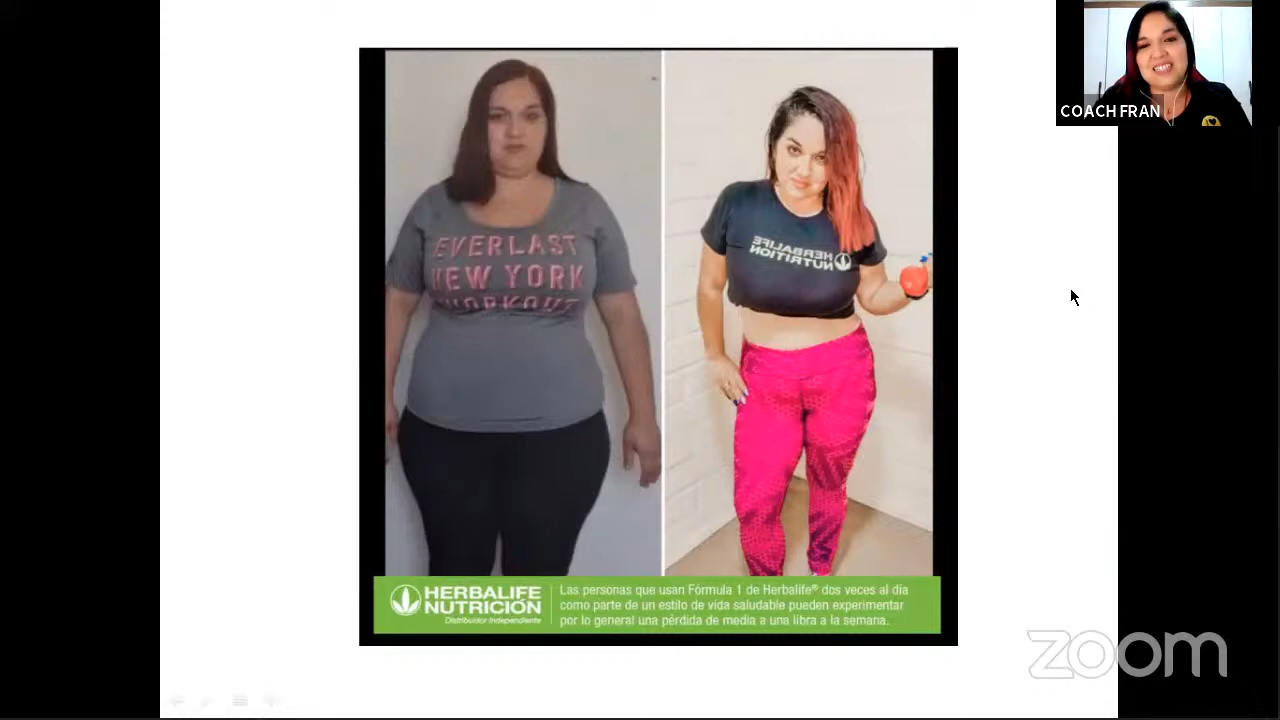 COACH FRAN
EVERLAST
NEW YORK
WORKOUT
HERBALIFE
NUTRITION
HERBALIFE
NUTRICIÓN
Distribuidor Independiente
Las personas que usan Fórmula 1 de Herbalife® dos veces al día
como parte de un estilo de vida saludable pueden experimentar
por lo general una pérdida de media a una libra a la semana.
zoom